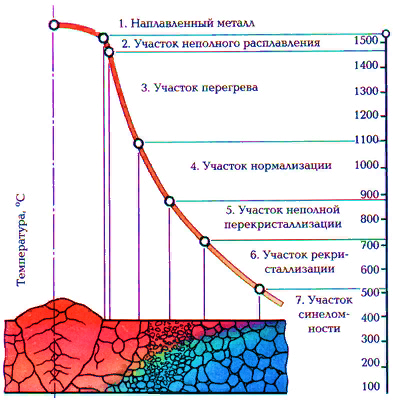 1. Наплавленный металл
2. Участок неполного расплавления
3. Участок перегрева
4. Участок нормализации
5. Участок неполной
перекристаллизации
6. Участок рекри-
сталлизации
7. Участок
синелом-
ности
Температура, °C
1500
1400
1300
1100
1000
900
800
700
600
500
400
300
200
100